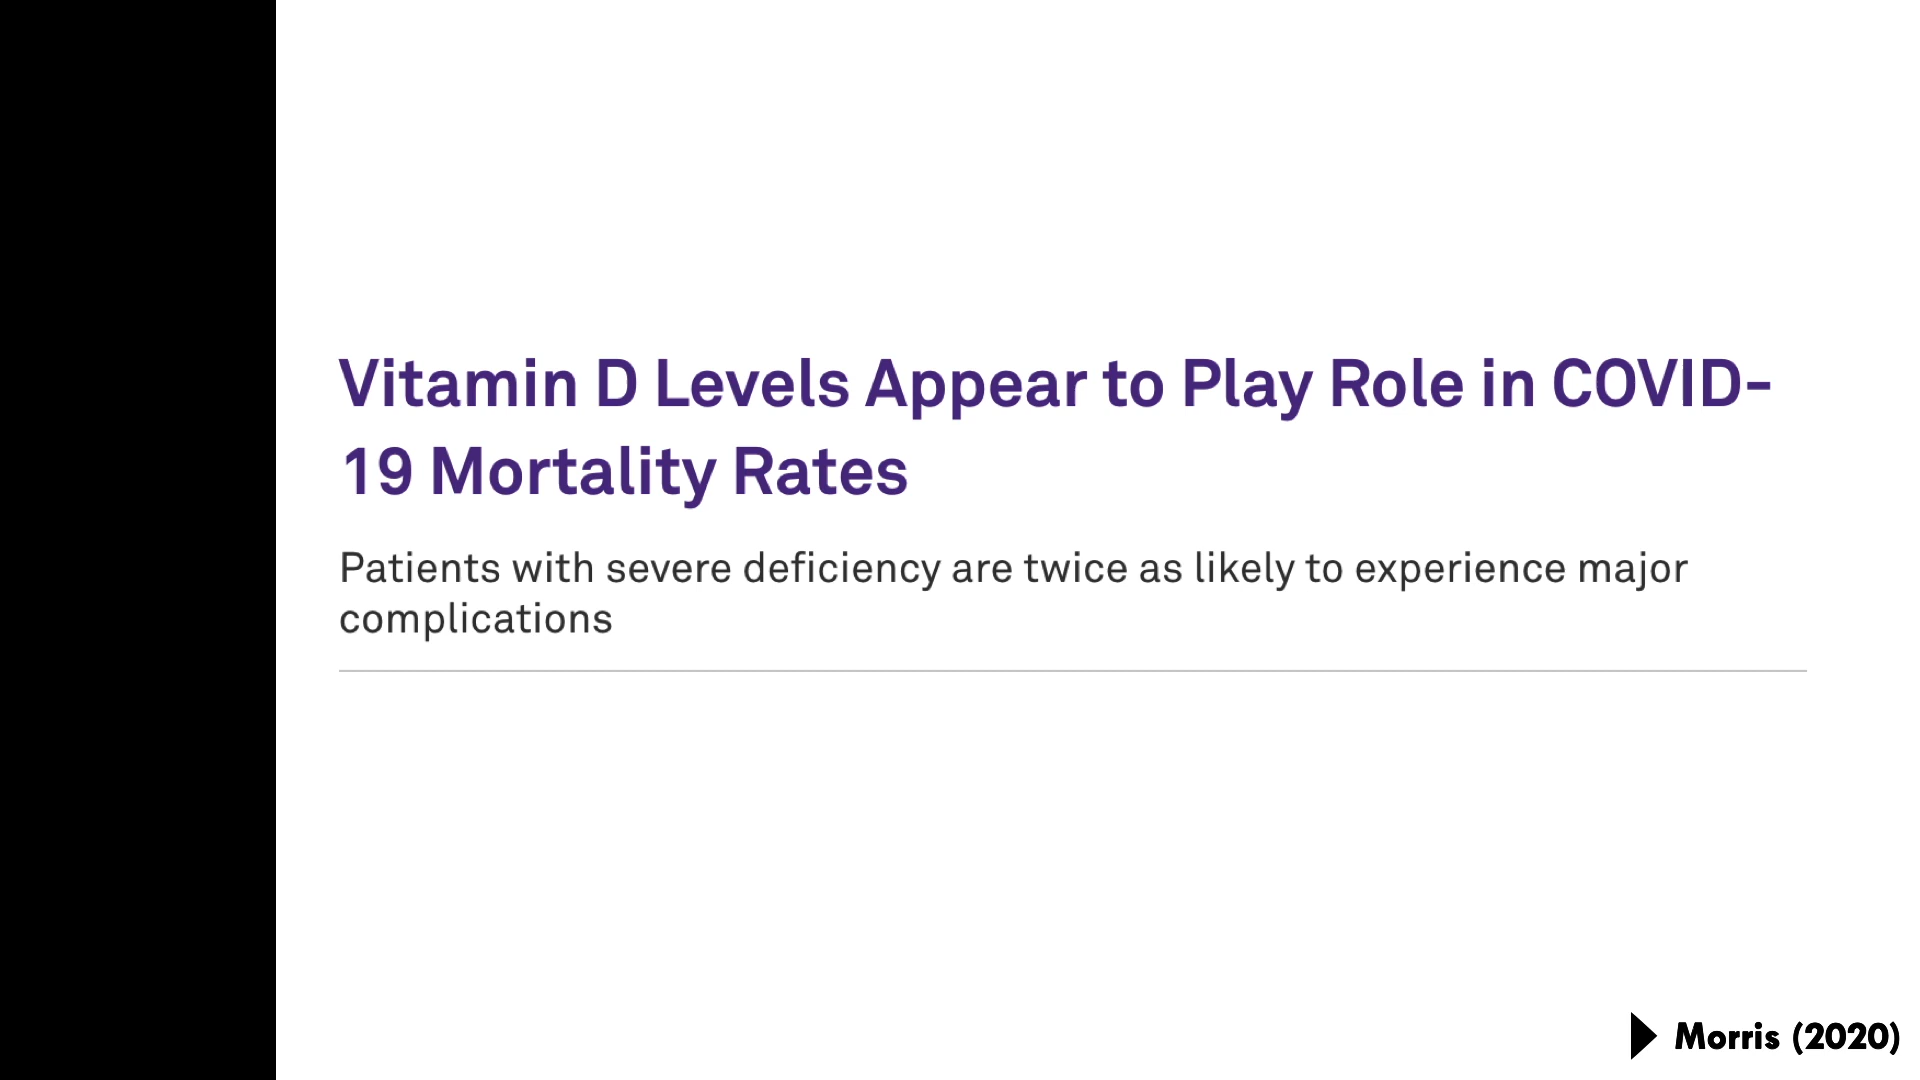 Vitamin D Levels Appear to Play Role in COVID-
19 Mortality Rates
Patients with severe deficiency are twice as likely to experience major
complications
Morris (2020)